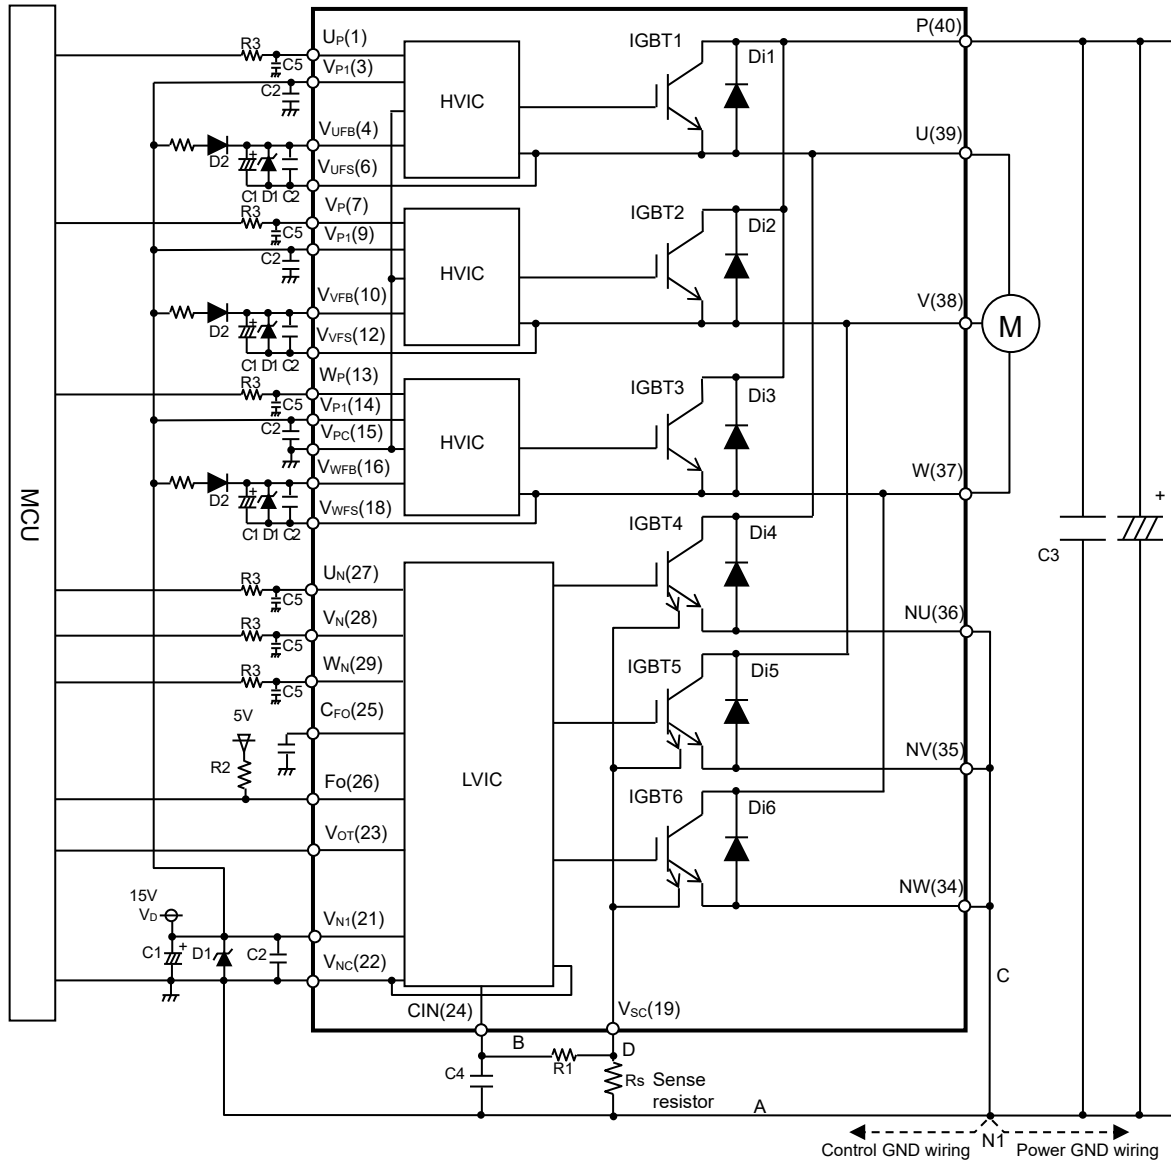 MCU
R3
C5
UP(1)
VP1(3)
C2
VUFB(4)
D2
VUFS(6)
+
C1
D1
C2
HVIC
IGBT1
Di1
P(40)
U(39)
R3
C5
VP(7)
VP1(9)
C2
VVFB(10)
D2
VVFS(12)
+
C1
D1
C2
HVIC
IGBT2
Di2
V(38)
M
R3
C5
WP(13)
VP1(14)
C2
VPC(15)
VWFB(16)
D2
VWFS(18)
+
C1
D1
C2
HVIC
IGBT3
Di3
W(37)
C3
+
R3
C5
UN(27)
R3
C5
VN(28)
R3
C5
WN(29)
5V
R2
CFO(25)
Fo(26)
VOT(23)
LVIC
IGBT4
Di4
NU(36)
IGBT5
Di5
NV(35)
IGBT6
Di6
NW(34)
15V
VD
C1
+
D1
C2
VN1(21)
VNC(22)
C
CIN(24)
VSC(19)
B
D
R1
C4
Rs
Sense
resistor
A
N1
Control GND wiring
Power GND wiring